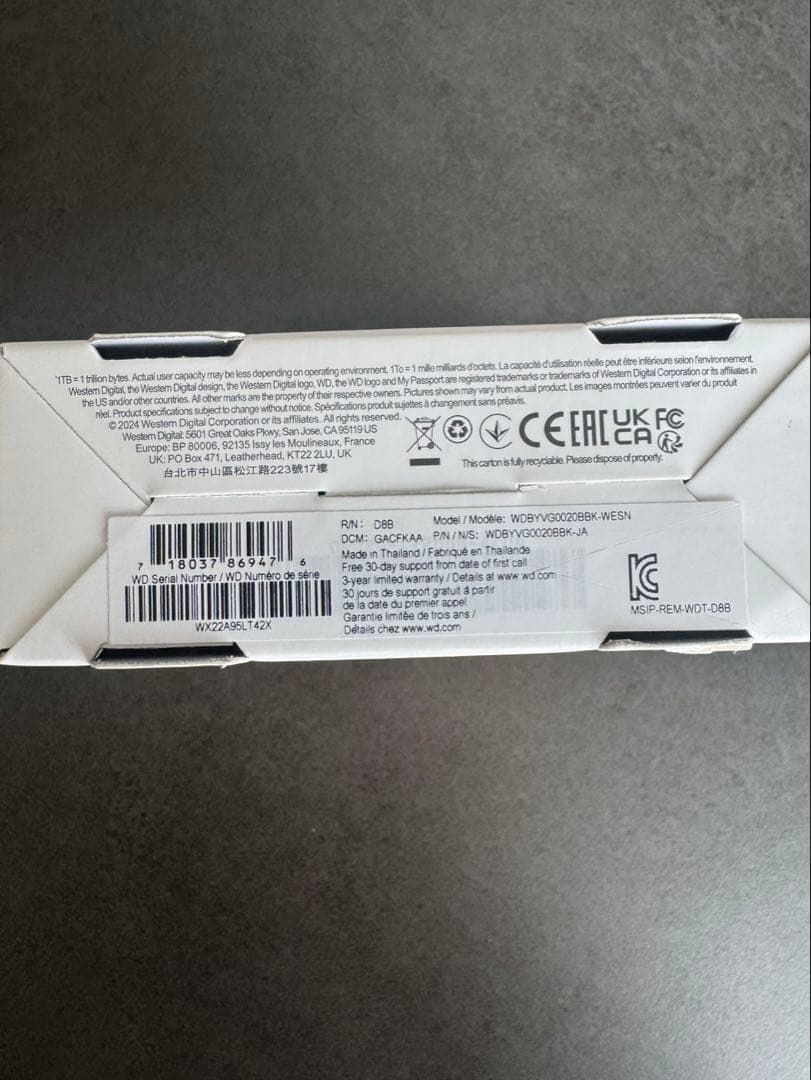 *1TB = 1 trillion bytes. Actual user capacity may be less depending on operating environment. 1To = 1 mille milliards d'octets. La capacité d'utilisation réelle peut être inférieure selon l'environnement.
Western Digital, the Western Digital design, the Western Digital logo, WD, the WD logo and My Passport are registered trademarks or trademarks of Western Digital Corporation or its affiliates in
the US and/or other countries. All other marks are the property of their respective owners. Pictures shown may vary from actual product. Les images montrées peuvent varier du produit
réel. Product specifications subject to change without notice. Spécifications produit sujettes à changement sans préavis.
© 2024 Western Digital Corporation or its affiliates. All rights reserved.
Western Digital: 5601 Great Oaks Pkwy, San Jose, CA 95119 US
Europe: BP 80006, 92135 Issy les Moulineaux, France
UK: PO Box 471, Leatherhead, KT22 2LU, UK
台北市中山區松江路223號17樓
CE EAC UKCA FC
This carton is fully recyclable. Please dispose of properly.
7 18037 86947 6
WD Serial Number / WD Numéro de série
WX22A95LT42X
R/N: D8B Model / Modèle: WDBYVG0020BBK-WESN
DCM: GACFKAA P/N / N/S: WDBYVG0020BBK-JA
Made in Thailand / Fabriqué en Thaïlande
Free 30-day support from date of first call
3-year limited warranty / Details at www.wd.com
30 jours de support gratuit à partir
de la date du premier appel
Garantie limitée de trois ans /
Détails chez www.wd.com
KC
MSIP-REM-WDT-D8B